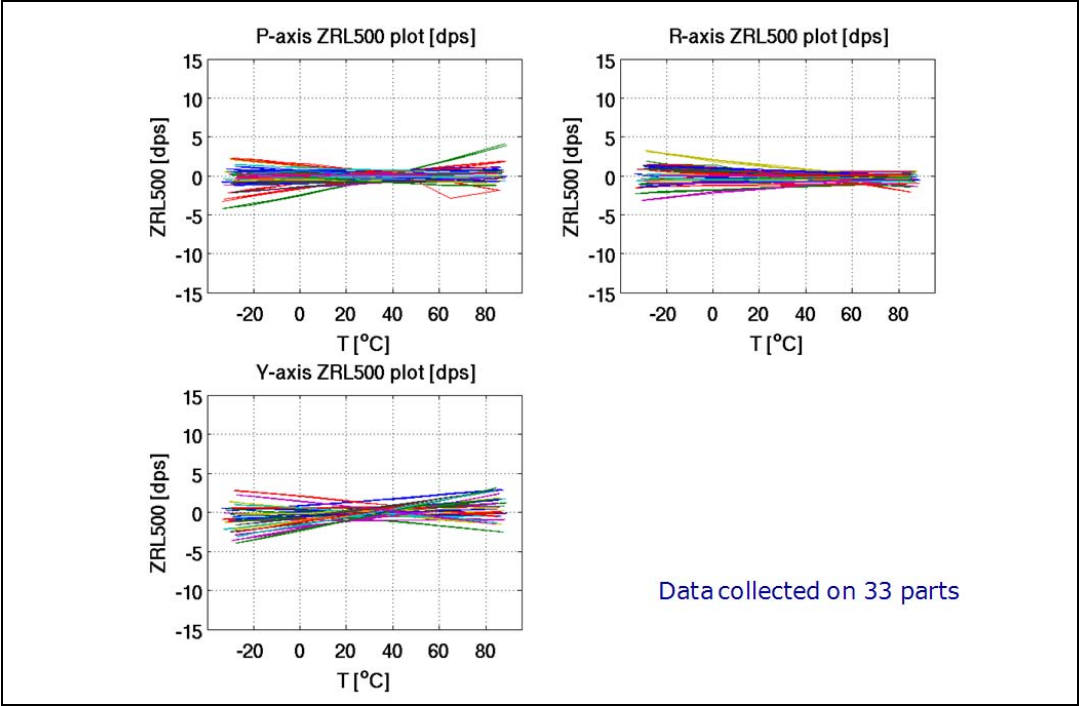 P-axis ZRL500 plot [dps]
15
10
5
0
-5
-10
-15
ZRL500 [dps]
-20 0 20 40 60 80
T [°C]
R-axis ZRL500 plot [dps]
15
10
5
0
-5
-10
-15
ZRL500 [dps]
-20 0 20 40 60 80
T [°C]
Y-axis ZRL500 plot [dps]
15
10
5
0
-5
-10
-15
ZRL500 [dps]
-20 0 20 40 60 80
T [°C]
Data collected on 33 parts